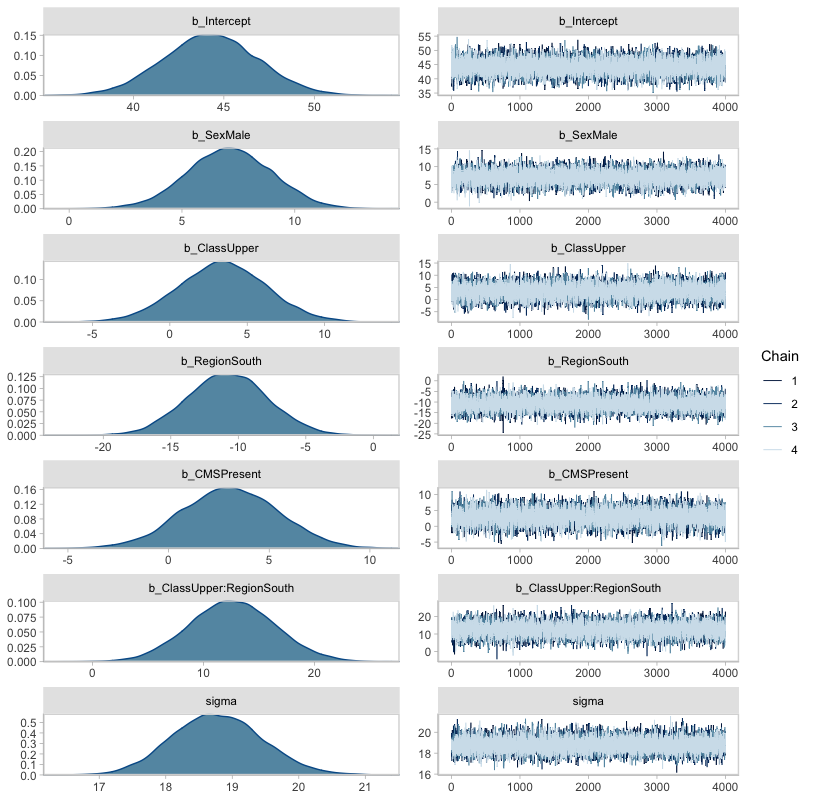 b_Intercept
0.15
0.10
0.05
0.00
40 45 50
b_Intercept
55
50
45
40
35
0 1000 2000 3000 4000
b_SexMale
0.20
0.15
0.10
0.05
0.00
0 5 10
b_SexMale
15
10
5
0
0 1000 2000 3000 4000
b_ClassUpper
0.10
0.05
0.00
-5 0 5 10
b_ClassUpper
15
10
5
0
-5
0 1000 2000 3000 4000
b_RegionSouth
0.125
0.100
0.075
0.050
0.025
0.000
-20 -15 -10 -5 0
b_RegionSouth
0
-5
-10
-15
-20
-25
0 1000 2000 3000 4000
b_CMSPresent
0.16
0.12
0.08
0.04
0.00
-5 0 5 10
b_CMSPresent
10
5
0
-5
0 1000 2000 3000 4000
b_ClassUpper:RegionSouth
0.100
0.075
0.050
0.025
0.000
0 10 20
b_ClassUpper:RegionSouth
20
10
0
0 1000 2000 3000 4000
sigma
0.5
0.4
0.3
0.2
0.1
0.0
17 18 19 20 21
sigma
20
18
16
0 1000 2000 3000 4000
Chain
1
2
3
4